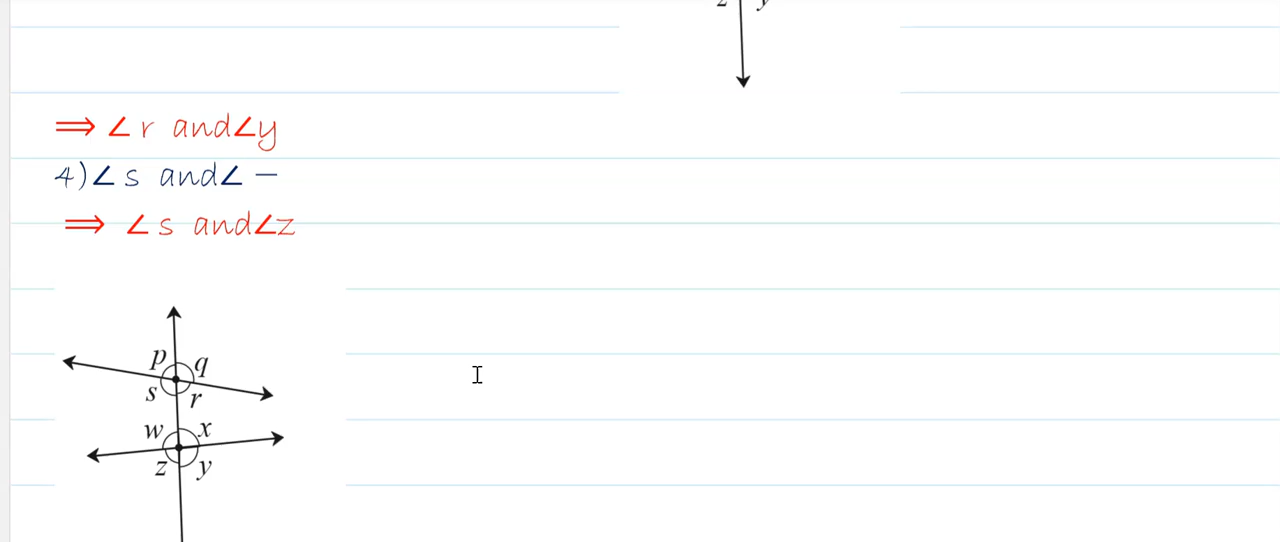 z y
⟹ ∠r and∠y
4)∠s and∠ —
⟹ ∠s and∠z
p q
s r
w x
z y